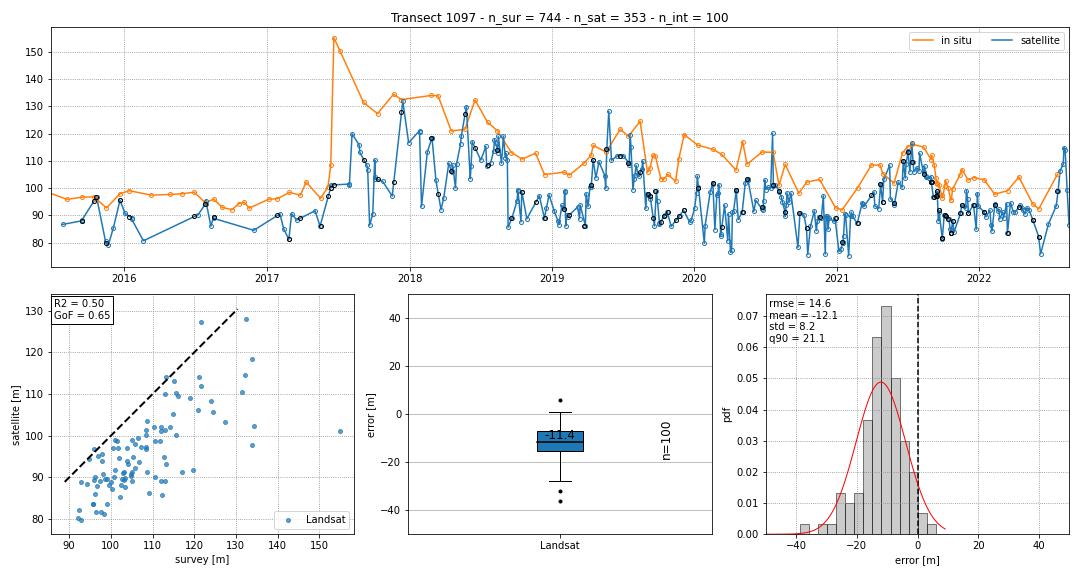 Transect 1097 - n_sur = 744 - n_sat = 353 - n_int = 100
in situ satellite
150
140
130
120
110
100
90
80
2016 2017 2018 2019 2020 2021 2022
R2 = 0.50
GoF = 0.65
satellite [m]
130
120
110
100
90
80
Landsat
90 100 110 120 130 140 150
survey [m]
error [m]
40
20
0
−20
−40
-11.4
n=100
Landsat
rmse = 14.6
mean = -12.1
std = 8.2
q90 = 21.1
pdf
0.07
0.06
0.05
0.04
0.03
0.02
0.01
0.00
−40 −20 0 20 40
error [m]